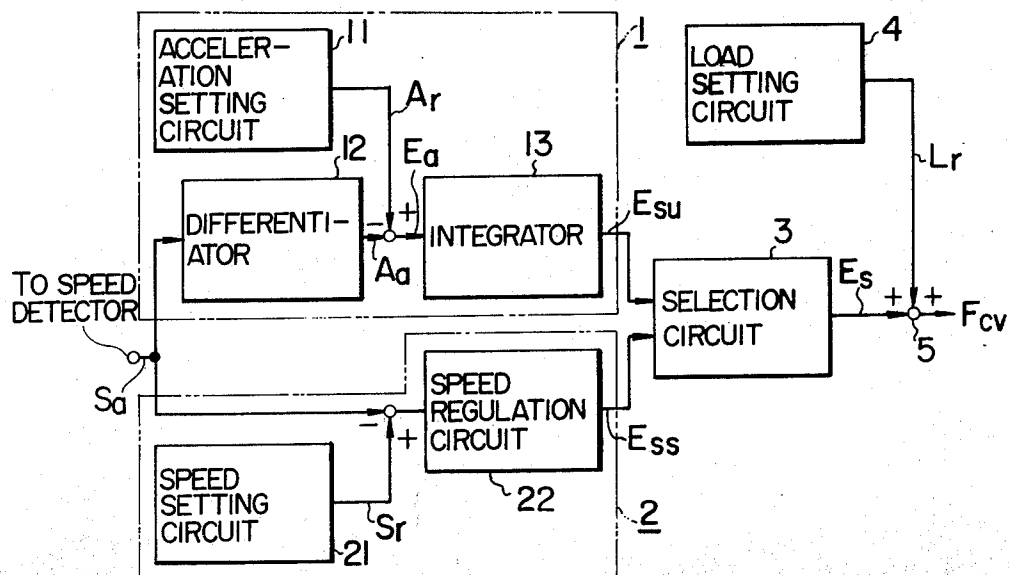 11
1
4
ACCELER-
ATION
SETTING
CIRCUIT
LOAD
SETTING
CIRCUIT
Ar
12
Ea
13
Lr
DIFFERENTI-
ATOR
- +
Aa
INTEGRATOR
Esu
3
TO SPEED
DETECTOR
SELECTION
CIRCUIT
Es
+ +
Fcv
5
Sa
SPEED
REGULATION
CIRCUIT
- +
Ess
SPEED
SETTING
CIRCUIT
Sr
22
21
2